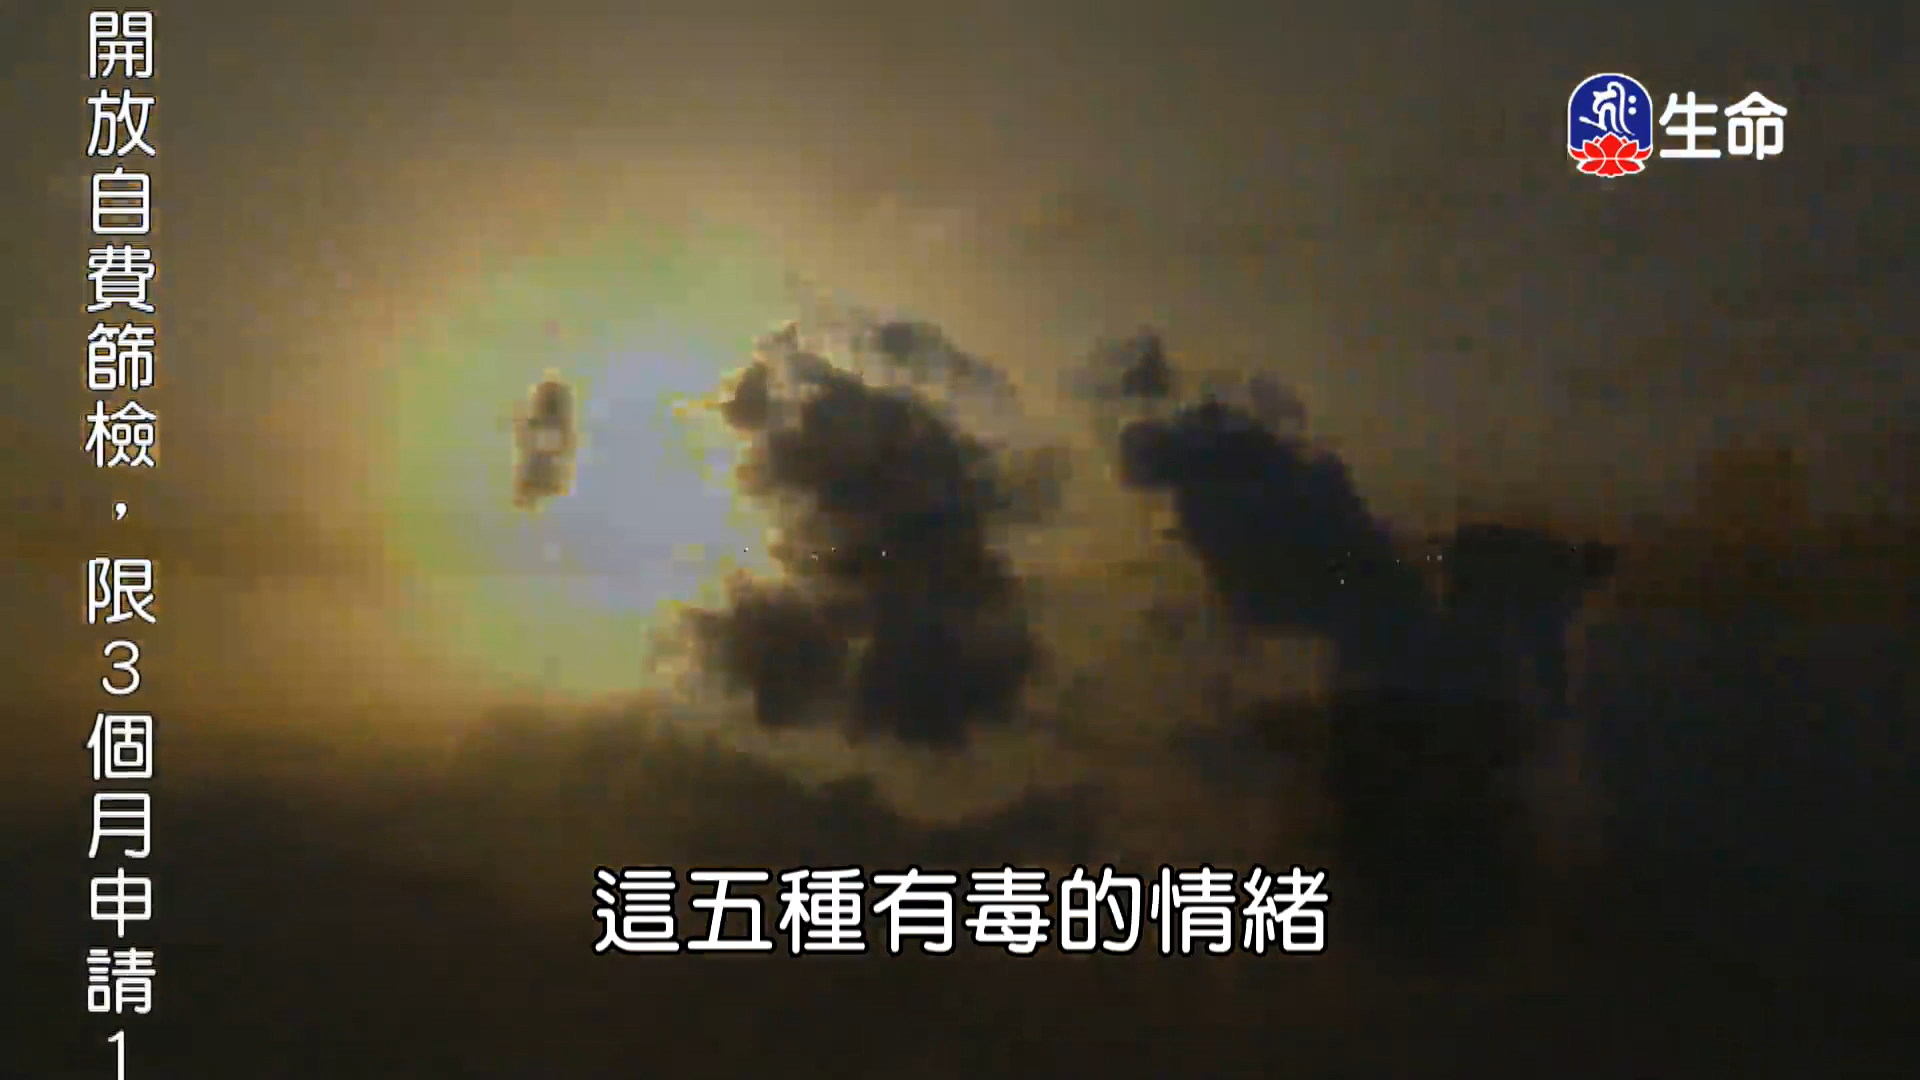 開放自費篩檢，限3個月申請1
生命
這五種有毒的情緒